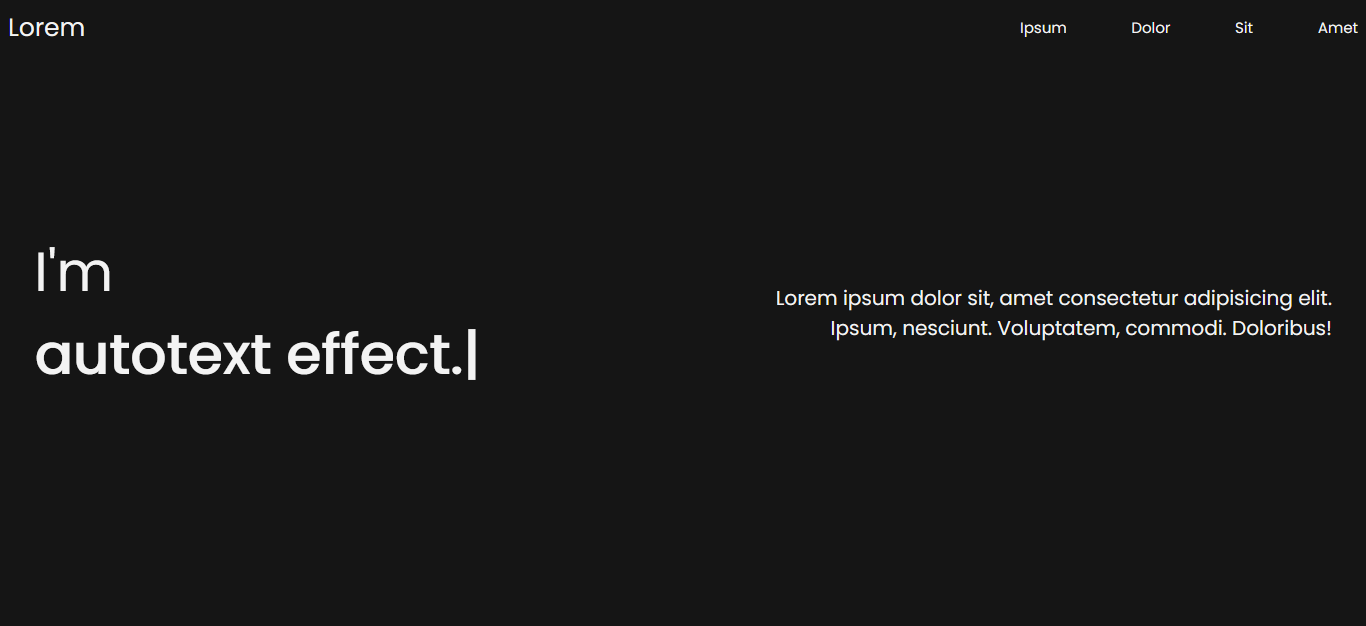 Lorem
Ipsum Dolor Sit Amet
I'm
autotext effect.|
Lorem ipsum dolor sit, amet consectetur adipisicing elit.
Ipsum, nesciunt. Voluptatem, commodi. Doloribus!